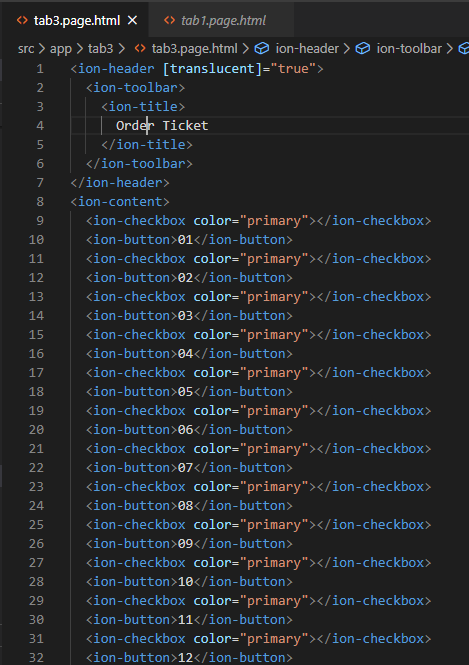 tab3.page.html × tab1.page.html
src > app > tab3 > tab3.page.html > ion-header > ion-toolbar >
1 <ion-header [translucent]="true">
2 <ion-toolbar>
3 <ion-title>
4 Order Ticket
5 </ion-title>
6 </ion-toolbar>
7 </ion-header>
8 <ion-content>
9 <ion-checkbox color="primary"></ion-checkbox>
10 <ion-button>01</ion-button>
11 <ion-checkbox color="primary"></ion-checkbox>
12 <ion-button>02</ion-button>
13 <ion-checkbox color="primary"></ion-checkbox>
14 <ion-button>03</ion-button>
15 <ion-checkbox color="primary"></ion-checkbox>
16 <ion-button>04</ion-button>
17 <ion-checkbox color="primary"></ion-checkbox>
18 <ion-button>05</ion-button>
19 <ion-checkbox color="primary"></ion-checkbox>
20 <ion-button>06</ion-button>
21 <ion-checkbox color="primary"></ion-checkbox>
22 <ion-button>07</ion-button>
23 <ion-checkbox color="primary"></ion-checkbox>
24 <ion-button>08</ion-button>
25 <ion-checkbox color="primary"></ion-checkbox>
26 <ion-button>09</ion-button>
27 <ion-checkbox color="primary"></ion-checkbox>
28 <ion-button>10</ion-button>
29 <ion-checkbox color="primary"></ion-checkbox>
30 <ion-button>11</ion-button>
31 <ion-checkbox color="primary"></ion-checkbox>
32 <ion-button>12</ion-button>